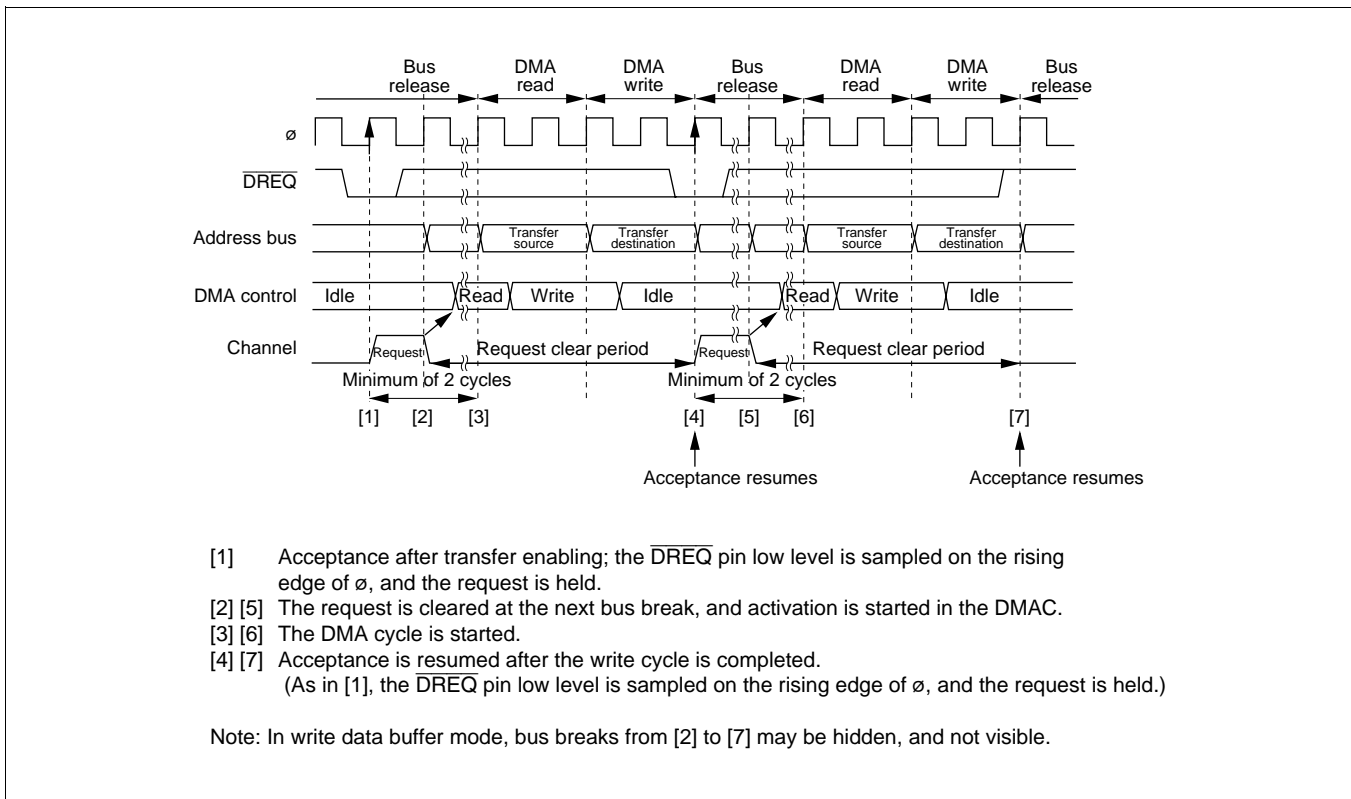 Bus release DMA read DMA write Bus release DMA read DMA write Bus release
ø
DREQ
Address bus Transfer source Transfer destination Transfer source Transfer destination
DMA control Idle Read Write Idle Read Write Idle
Channel Request Request clear period Request Request clear period
Minimum of 2 cycles Minimum of 2 cycles
[1] [2] [3] [4] [5] [6] [7]
Acceptance resumes Acceptance resumes
[1] Acceptance after transfer enabling; the DREQ pin low level is sampled on the rising
edge of ø, and the request is held.
[2] [5] The request is cleared at the next bus break, and activation is started in the DMAC.
[3] [6] The DMA cycle is started.
[4] [7] Acceptance is resumed after the write cycle is completed.
(As in [1], the DREQ pin low level is sampled on the rising edge of ø, and the request is held.)
Note: In write data buffer mode, bus breaks from [2] to [7] may be hidden, and not visible.